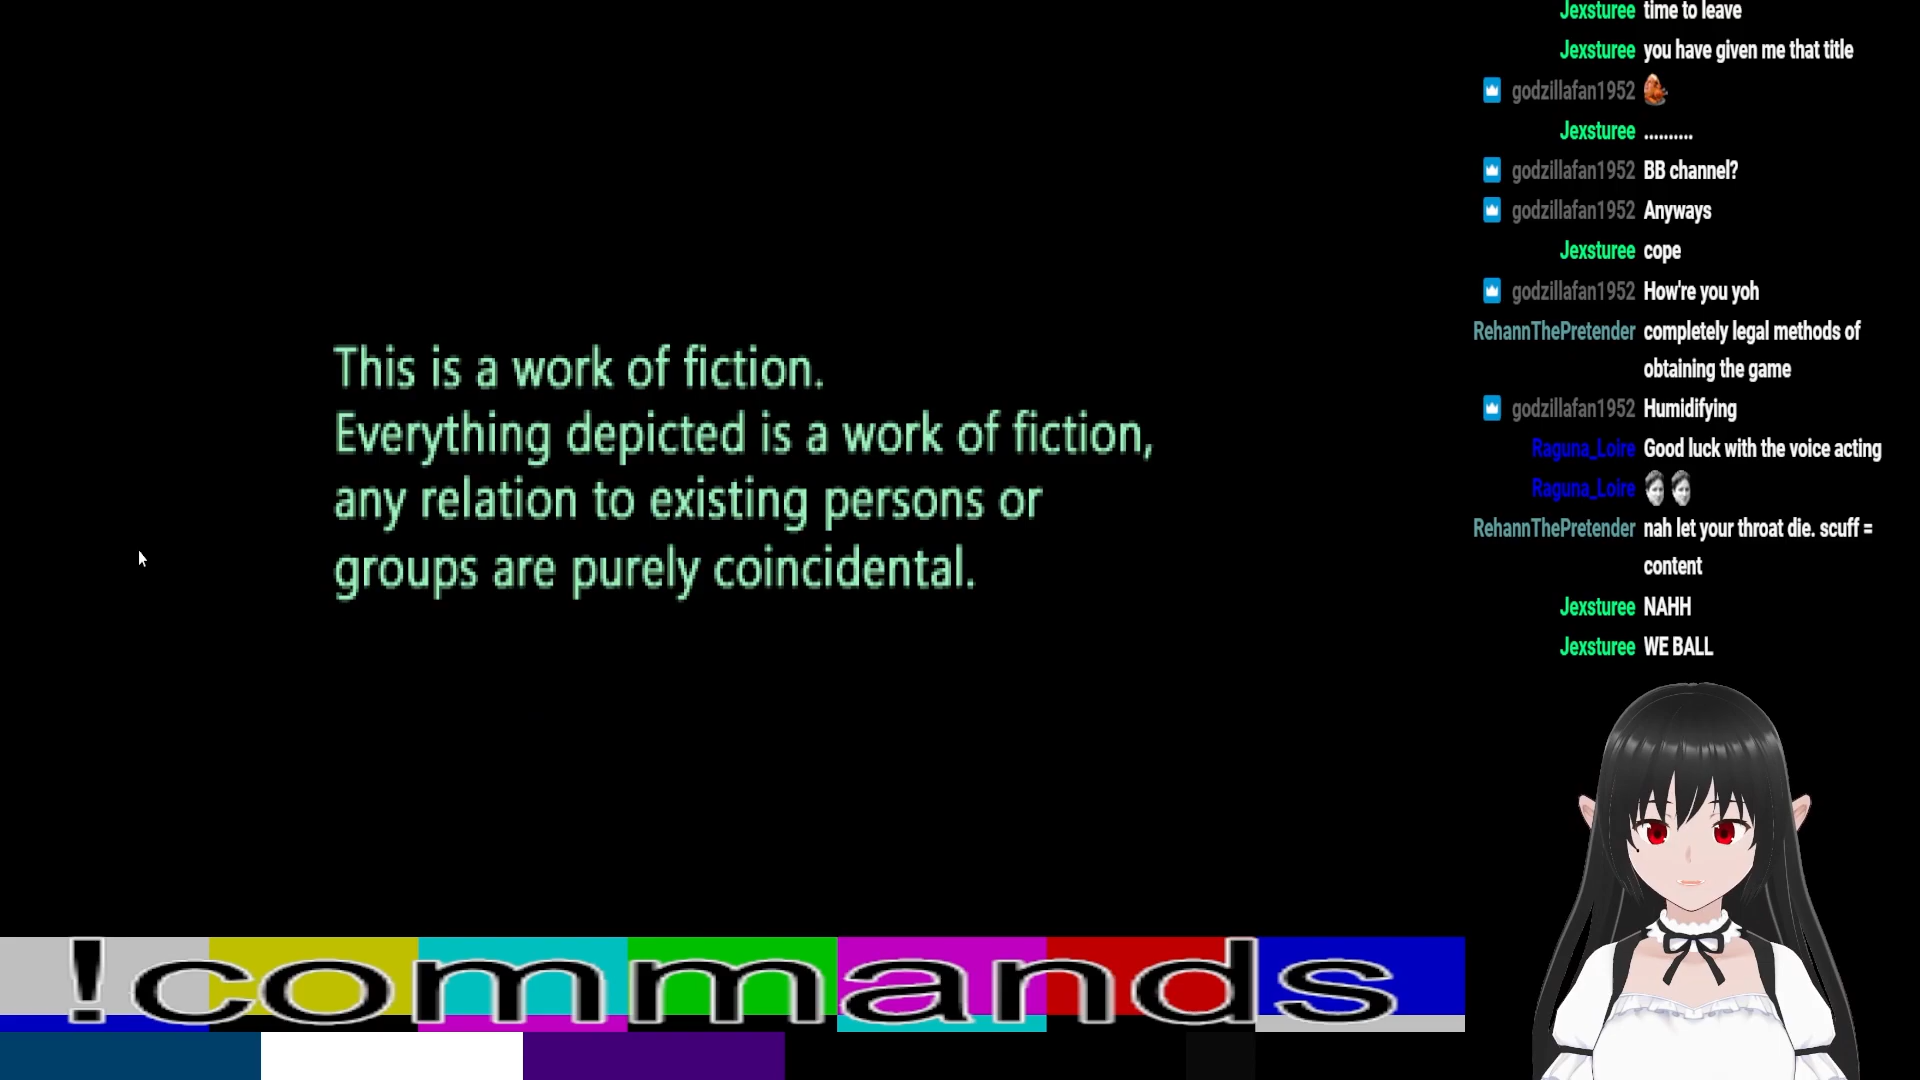 This is a work of fiction.
Everything depicted is a work of fiction,
any relation to existing persons or
groups are purely coincidental.
Jexsturee time to leave
Jexsturee you have given me that title
godzillafan1952
Jexsturee ..........
godzillafan1952 BB channel?
godzillafan1952 Anyways
Jexsturee cope
godzillafan1952 How're you yoh
RehannThePretender completely legal methods of
obtaining the game
godzillafan1952 Humidifying
Raguna_Loire Good luck with the voice acting
Raguna_Loire
RehannThePretender nah let your throat die. scuff =
content
Jexsturee NAHH
Jexsturee WE BALL
!commands